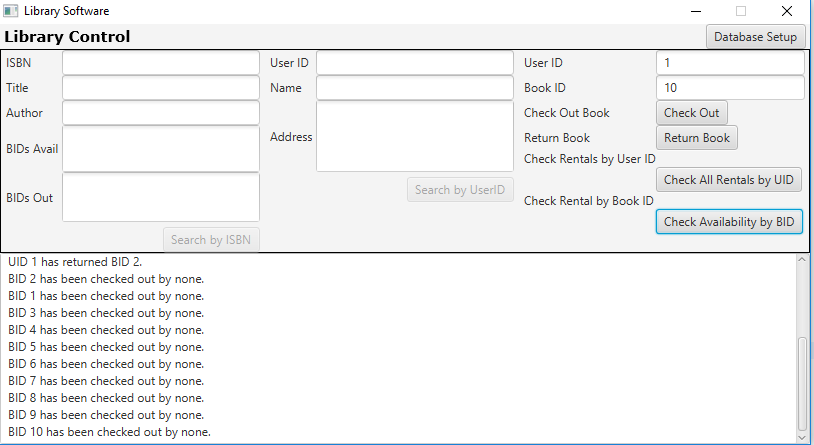 Library Software
Library Control
Database Setup
ISBN
Title
Author
BIDs Avail
BIDs Out
Search by ISBN
User ID
Name
Address
Search by UserID
User ID 1
Book ID 10
Check Out Book Check Out
Return Book Return Book
Check Rentals by User ID
Check All Rentals by UID
Check Rental by Book ID
Check Availability by BID
UID 1 has returned BID 2.
BID 2 has been checked out by none.
BID 1 has been checked out by none.
BID 3 has been checked out by none.
BID 4 has been checked out by none.
BID 5 has been checked out by none.
BID 6 has been checked out by none.
BID 7 has been checked out by none.
BID 8 has been checked out by none.
BID 9 has been checked out by none.
BID 10 has been checked out by none.